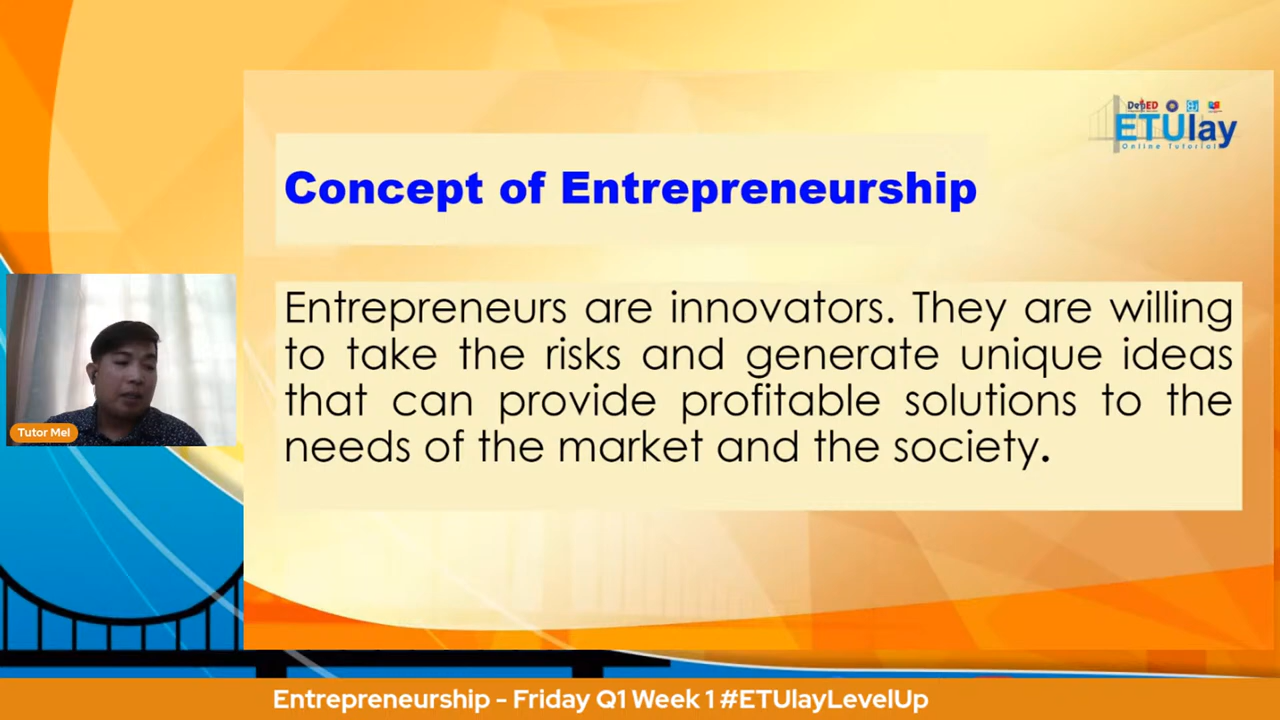 DepED
ETUlay
Online Tutorial
Concept of Entrepreneurship
Entrepreneurs are innovators. They are willing
to take the risks and generate unique ideas
that can provide profitable solutions to the
needs of the market and the society.
Tutor Mel
Entrepreneurship - Friday Q1 Week 1 #ETUlayLevelUp